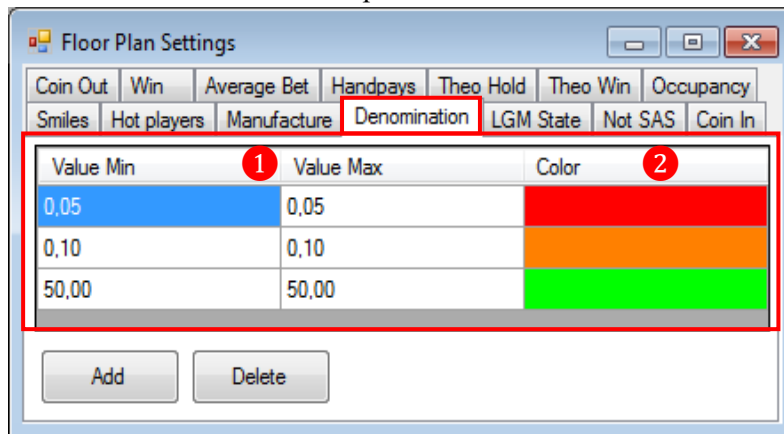 Floor Plan Settings
Coin Out Win Average Bet Handpays Theo Hold Theo Win Occupancy
Smiles Hot players Manufacture Denomination LGM State Not SAS Coin In
Value Min 1 Value Max Color 2
0,05 0,05
0,10 0,10
50,00 50,00
Add Delete